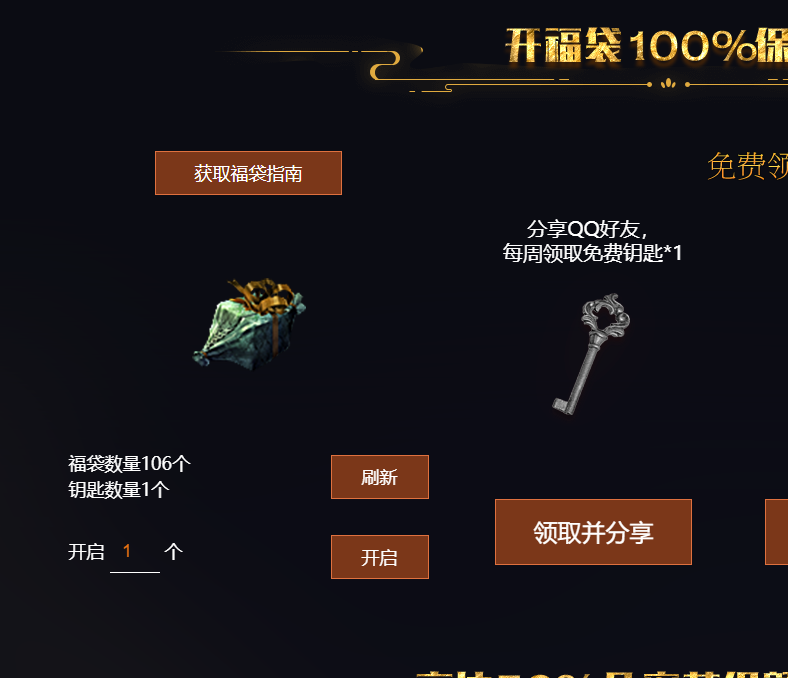 开福袋100%保
获取福袋指南
免费领
分享QQ好友，
每周领取免费钥匙*1
福袋数量106个
钥匙数量1个
刷新
领取并分享
开启 1 个
开启